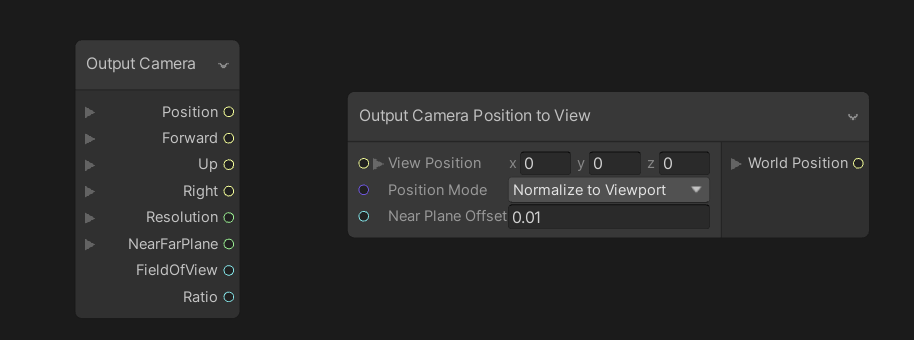 Output Camera
Position
Forward
Up
Right
Resolution
NearFarPlane
FieldOfView
Ratio
Output Camera Position to View
View Position x 0 y 0 z 0 World Position
Position Mode Normalize to Viewport
Near Plane Offset 0.01